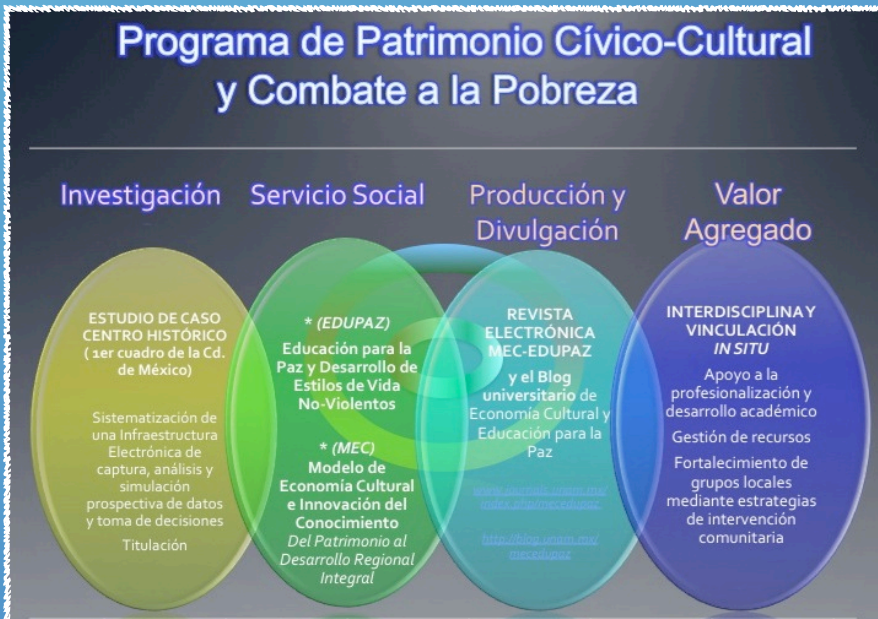 Programa de Patrimonio Cívico-Cultural
y Combate a la Pobreza
Investigación
Servicio Social
Producción y
Divulgación
Valor
Agregado
ESTUDIO DE CASO
CENTRO HISTÓRICO
( 1er cuadro de la Cd.
de México)
Sistematización de
una Infraestructura
Electrónica de
captura, análisis y
simulación
prospectiva de datos
y toma de decisiones
Titulación
* (EDUPAZ)
Educación para la
Paz y Desarrollo de
Estilos de Vida
No-Violentos
* (MEC)
Modelo de
Economía Cultural
e Innovación del
Conocimiento
Del Patrimonio al
Desarrollo Regional
Integral
REVISTA
ELECTRÓNICA
MEC-EDUPAZ
y el Blog
universitario de
Economía Cultural y
Educación para la
Paz
http://blog.unam.mx/
mecedupaz
INTERDISCIPLINA Y
VINCULACIÓN
IN SITU
Apoyo a la
profesionalización y
desarrollo académico
Gestión de recursos
Fortalecimiento de
grupos locales
mediante estrategias
de intervención
comunitaria